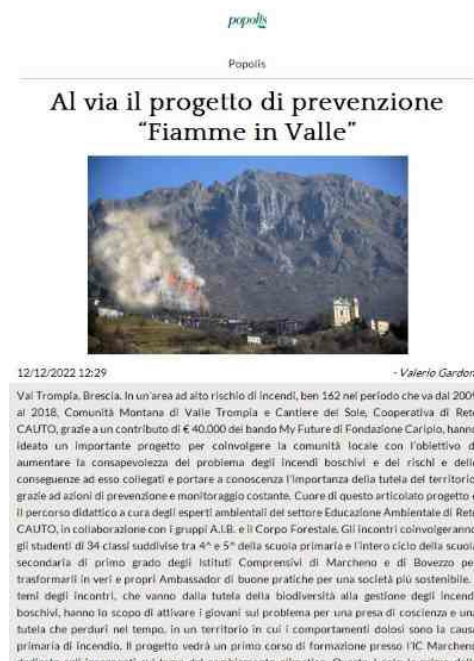 popolis
Popolis
Al via il progetto di prevenzione
“Fiamme in Valle”
12/12/2022 12:29
- Valerio Gardon
Val Trompia, Brescia. In un'area ad alto rischio di incendi, ben 162 nel periodo che va dal 2009
al 2018, Comunità Montana di Valle Trompia e Cantiere del Sole, Cooperativa di Rete
CAUTO, grazie a un contributo di € 40.000 del bando My Future di Fondazione Cariplo, hanno
ideato un importante progetto per coinvolgere la comunità locale con l'obiettivo d
aumentare la consapevolezza del problema degli incendi boschivi e dei rischi e delle
conseguenze ad esso collegati e portare a conoscenza l'importanza della tutela del territorio
grazie ad azioni di prevenzione e monitoraggio costante. Cuore di questo articolato progetto è
il percorso didattico a cura degli esperti ambientali del settore Educazione Ambientale di Rete
CAUTO, in collaborazione con i gruppi A.I.B. e il Corpo Forestale. Gli incontri coinvolgeranno
gli studenti di 34 classi suddivise tra 4^ e 5^ della scuola primaria e l'intero ciclo della scuola
secondaria di primo grado degli Istituti Comprensivi di Marcheno e di Bovezzo per
trasformarli in veri e propri Ambassador di buone pratiche per una società più sostenibile.
temi degli incontri, che vanno dalla tutela della biodiversità alla gestione degli incendi
boschivi, hanno lo scopo di attivare i giovani sul problema per una presa di coscienza e una
tutela che perduri nel tempo, in un territorio in cui i comportamenti dolosi sono la causa
primaria di incendio. Il progetto vedrà un primo corso di formazione presso l'IC Marcheno